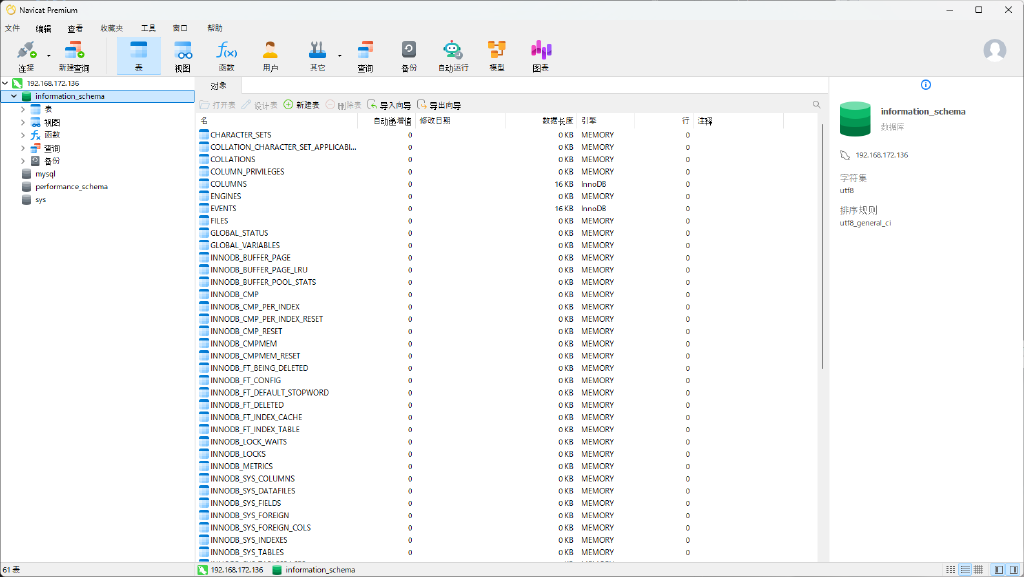 Navicat Premium
文件 编辑 查看 收藏夹 工具 窗口 帮助
连接 新建查询 表 视图 函数 用户 其它 查询 备份 自动运行 模型 图表
192.168.172.136
information_schema
表
视图
函数
查询
备份
mysql
performance_schema
sys
对象
打开表 设计表 新建表 删除表 导入向导 导出向导
名 自动递增值 修改日期 数据长度 引擎 行 注释
CHARACTER_SETS 0 0 KB MEMORY 0
COLLATION_CHARACTER_SET_APPLICABI... 0 0 KB MEMORY 0
COLLATIONS 0 0 KB MEMORY 0
COLUMN_PRIVILEGES 0 0 KB MEMORY 0
COLUMNS 0 16 KB InnoDB 0
ENGINES 0 0 KB MEMORY 0
EVENTS 0 16 KB InnoDB 0
FILES 0 0 KB MEMORY 0
GLOBAL_STATUS 0 0 KB MEMORY 0
GLOBAL_VARIABLES 0 0 KB MEMORY 0
INNODB_BUFFER_PAGE 0 0 KB MEMORY 0
INNODB_BUFFER_PAGE_LRU 0 0 KB MEMORY 0
INNODB_BUFFER_POOL_STATS 0 0 KB MEMORY 0
INNODB_CMP 0 0 KB MEMORY 0
INNODB_CMP_PER_INDEX 0 0 KB MEMORY 0
INNODB_CMP_PER_INDEX_RESET 0 0 KB MEMORY 0
INNODB_CMP_RESET 0 0 KB MEMORY 0
INNODB_CMPMEM 0 0 KB MEMORY 0
INNODB_CMPMEM_RESET 0 0 KB MEMORY 0
INNODB_FT_BEING_DELETED 0 0 KB MEMORY 0
INNODB_FT_CONFIG 0 0 KB MEMORY 0
INNODB_FT_DEFAULT_STOPWORD 0 0 KB MEMORY 0
INNODB_FT_DELETED 0 0 KB MEMORY 0
INNODB_FT_INDEX_CACHE 0 0 KB MEMORY 0
INNODB_FT_INDEX_TABLE 0 0 KB MEMORY 0
INNODB_LOCK_WAITS 0 0 KB MEMORY 0
INNODB_LOCKS 0 0 KB MEMORY 0
INNODB_METRICS 0 0 KB MEMORY 0
INNODB_SYS_COLUMNS 0 0 KB MEMORY 0
INNODB_SYS_DATAFILES 0 0 KB MEMORY 0
INNODB_SYS_FIELDS 0 0 KB MEMORY 0
INNODB_SYS_FOREIGN 0 0 KB MEMORY 0
INNODB_SYS_FOREIGN_COLS 0 0 KB MEMORY 0
INNODB_SYS_INDEXES 0 0 KB MEMORY 0
INNODB_SYS_TABLES 0 0 KB MEMORY 0
information_schema
数据库
192.168.172.136
字符集
utf8
排序规则
utf8_general_ci
61 表 192.168.172.136 information_schema